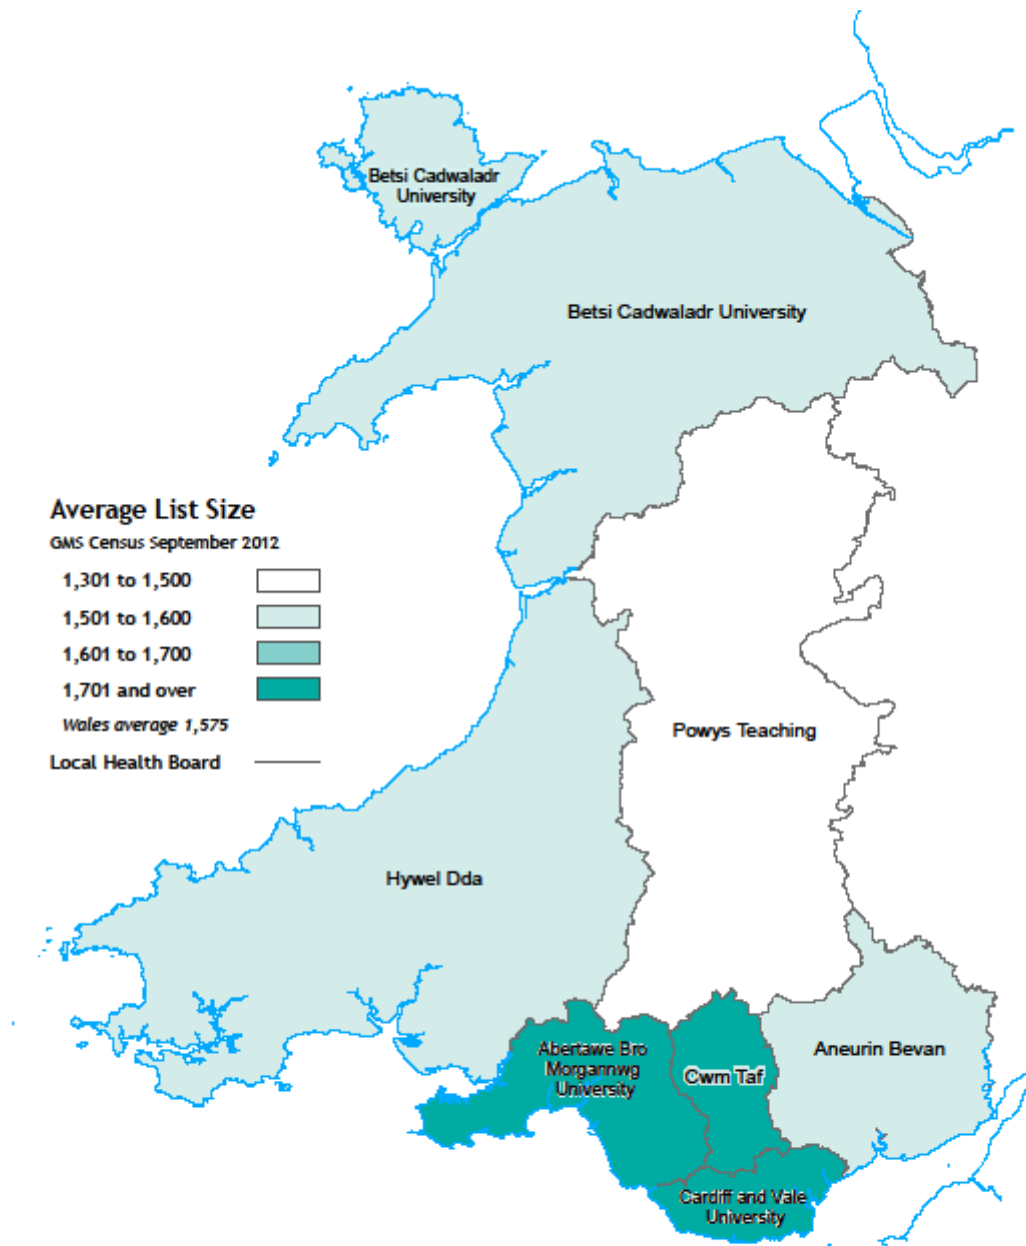 Betsi Cadwaladr
University
Betsi Cadwaladr University
Average List Size
GMS Census September 2012
1,301 to 1,500
1,501 to 1,600
1,601 to 1,700
1,701 and over
Wales average 1,575
Local Health Board
Powys Teaching
Hywel Dda
Abertawe Bro
Morgannwg
University
Cwm Taf
Aneurin Bevan
Cardiff and Vale
University